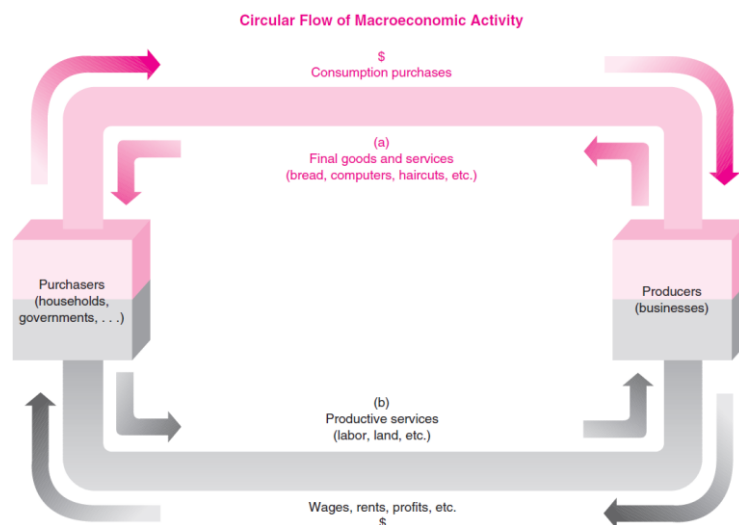 Circular Flow of Macroeconomic Activity
$
Consumption purchases
(a)
Final goods and services
(bread, computers, haircuts, etc.)
Purchasers
(households,
governments, . . .)
Producers
(businesses)
(b)
Productive services
(labor, land, etc.)
Wages, rents, profits, etc.
$